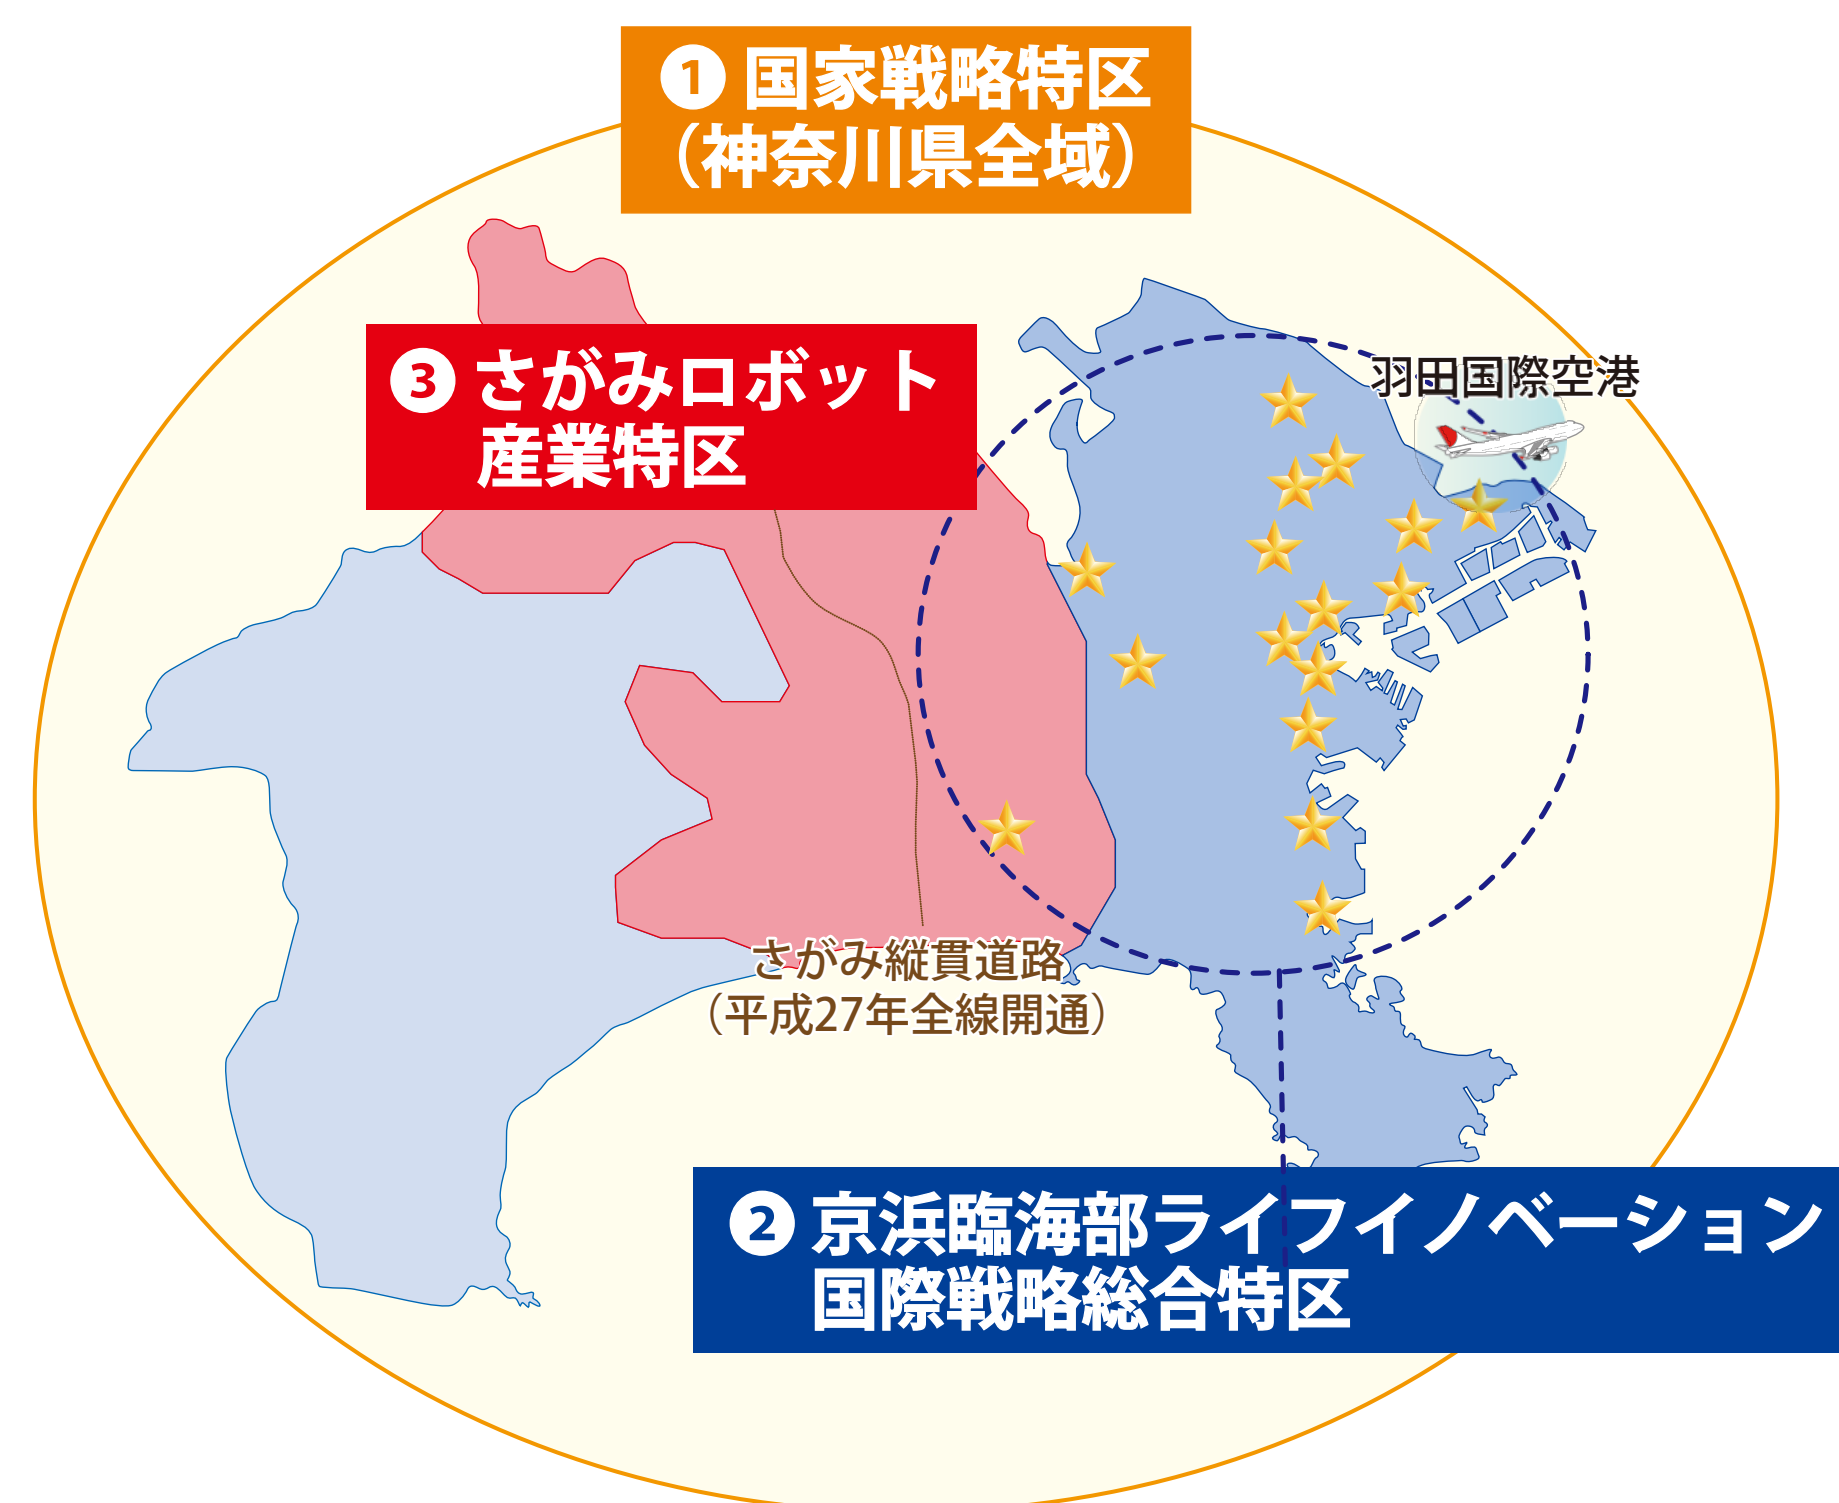 ❶ 国家戦略特区
（神奈川県全域）
❸ さがみロボット
産業特区
羽田国際空港
さがみ縦貫道路
（平成27年全線開通）
❷ 京浜臨海部ライフイノベーション
国際戦略総合特区